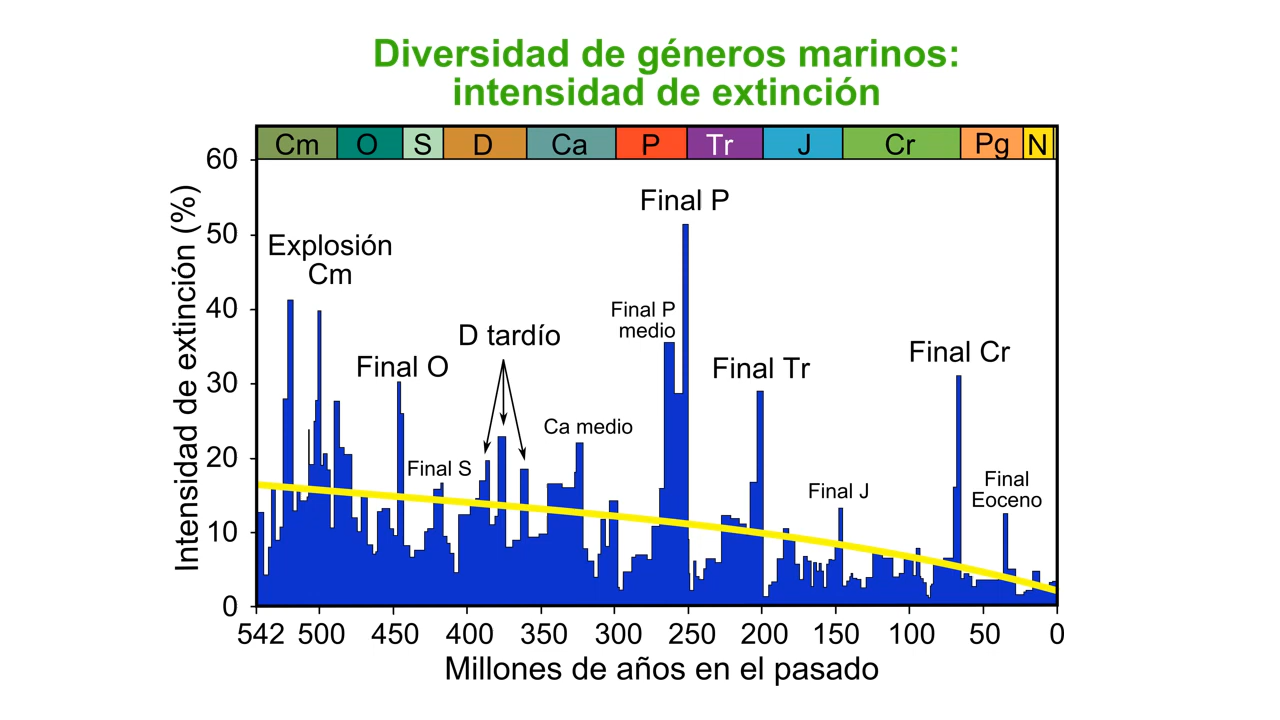 Diversidad de géneros marinos:
intensidad de extinción
Cm O S D Ca P Tr J Cr Pg N
60
50
40
30
20
10
0
Intensidad de extinción (%)
Explosión
Cm
Final O
Final S
D tardío
Ca medio
Final P
medio
Final P
Final Tr
Final J
Final Cr
Final
Eoceno
542 500 450 400 350 300 250 200 150 100 50 0
Millones de años en el pasado